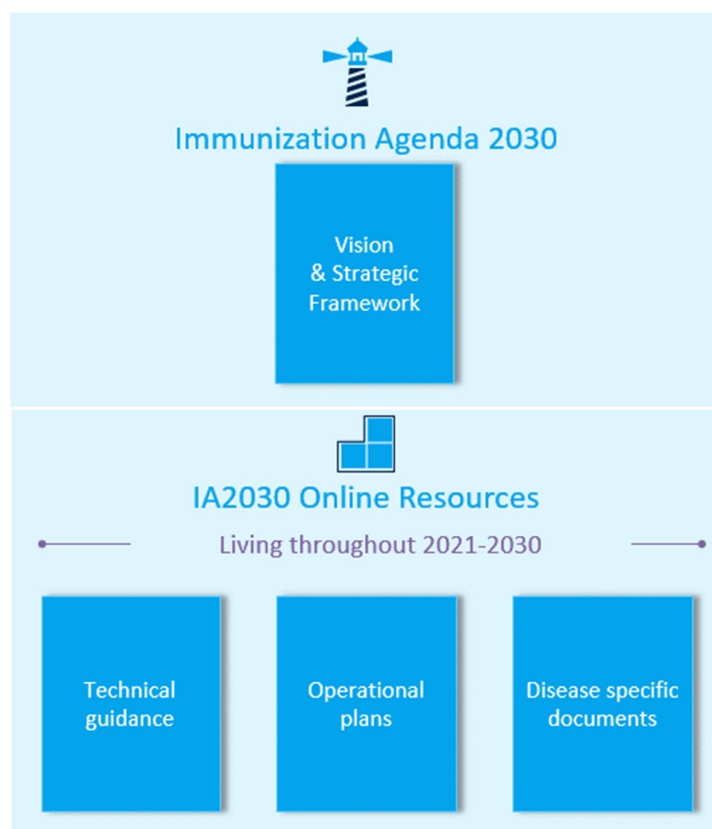 Immunization Agenda 2030
Vision
& Strategic
Framework
IA2030 Online Resources
Living throughout 2021-2030
Technical
guidance
Operational
plans
Disease specific
documents